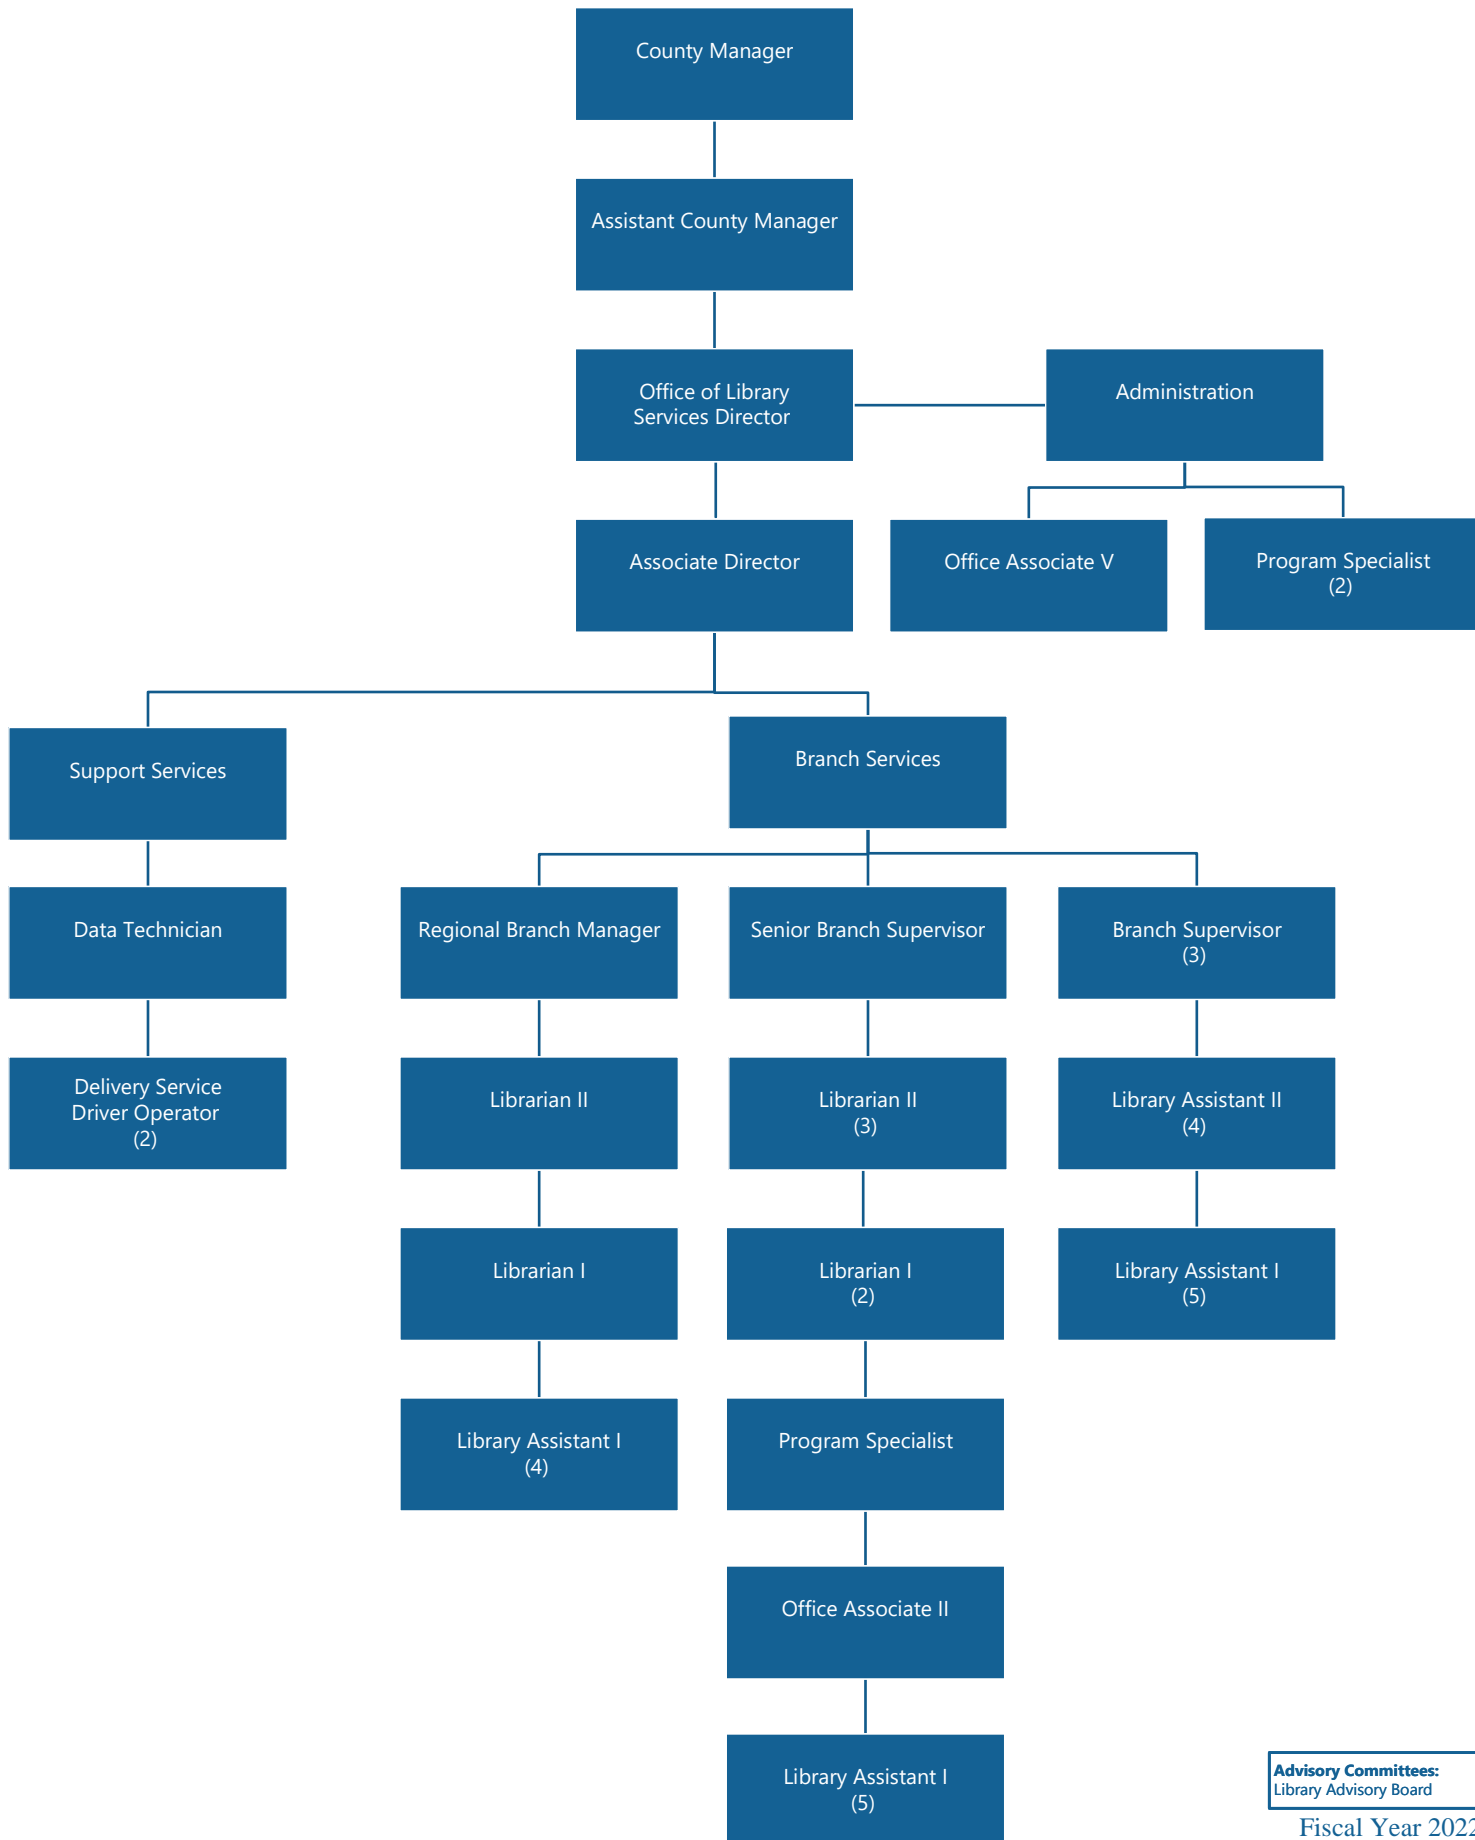 County Manager
Assistant County Manager
Office of Library
Services Director
Administration
Associate Director
Office Associate V
Program Specialist
(2)
Support Services
Branch Services
Data Technician
Regional Branch Manager
Senior Branch Supervisor
Branch Supervisor
(3)
Delivery Service
Driver Operator
(2)
Librarian II
Librarian II
(3)
Library Assistant II
(4)
Librarian I
Librarian I
(2)
Library Assistant I
(5)
Library Assistant I
(4)
Program Specialist
Office Associate II
Library Assistant I
(5)
Advisory Committees:
Library Advisory Board
Fiscal Year 2022